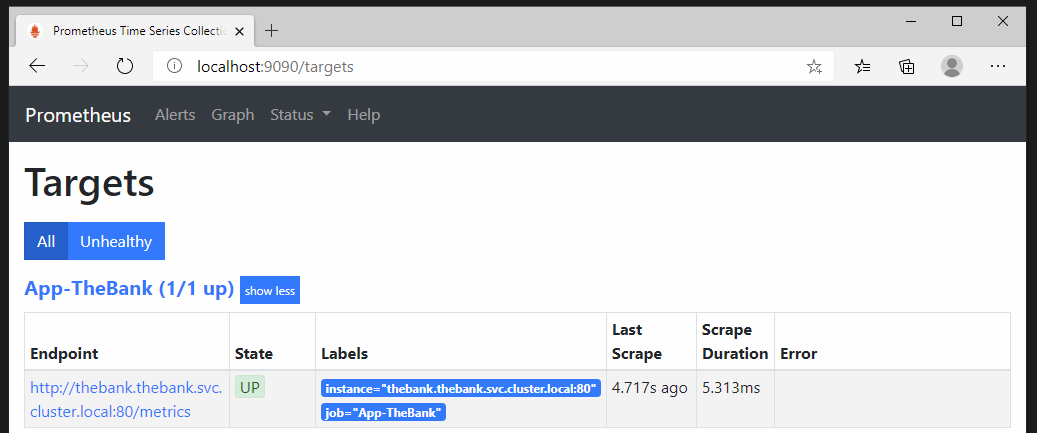 Prometheus Time Series Collectio
localhost:9090/targets
Prometheus Alerts Graph Status Help
Targets
All Unhealthy
App-TheBank (1/1 up) show less
Endpoint State Labels Last Scrape Scrape Duration Error
http://thebank.thebank.svc. UP instance="thebank.thebank.svc.cluster.local:80" 4.717s ago 5.313ms
cluster.local:80/metrics job="App-TheBank"